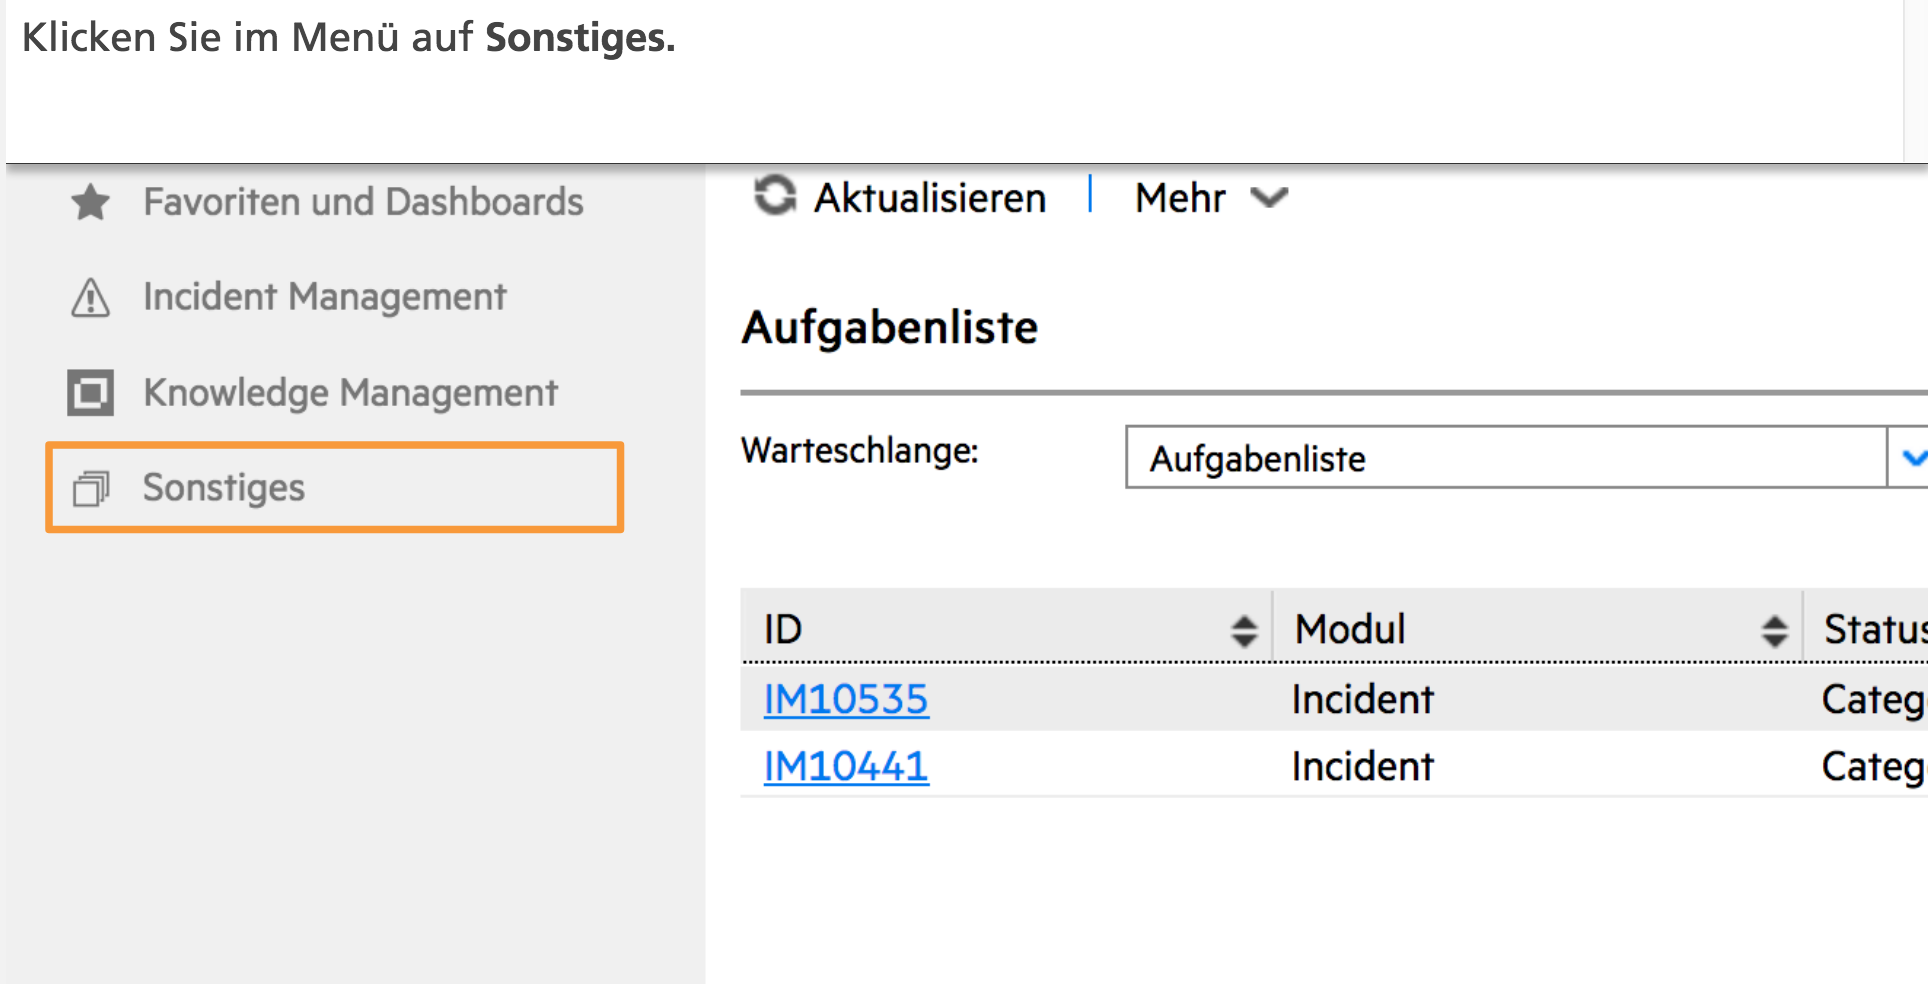 Klicken Sie im Menü auf Sonstiges.
Favoriten und Dashboards
Incident Management
Knowledge Management
Sonstiges
Aktualisieren | Mehr
Aufgabenliste
Warteschlange: Aufgabenliste
ID Modul Status
IM10535 Incident Categ
IM10441 Incident Categ